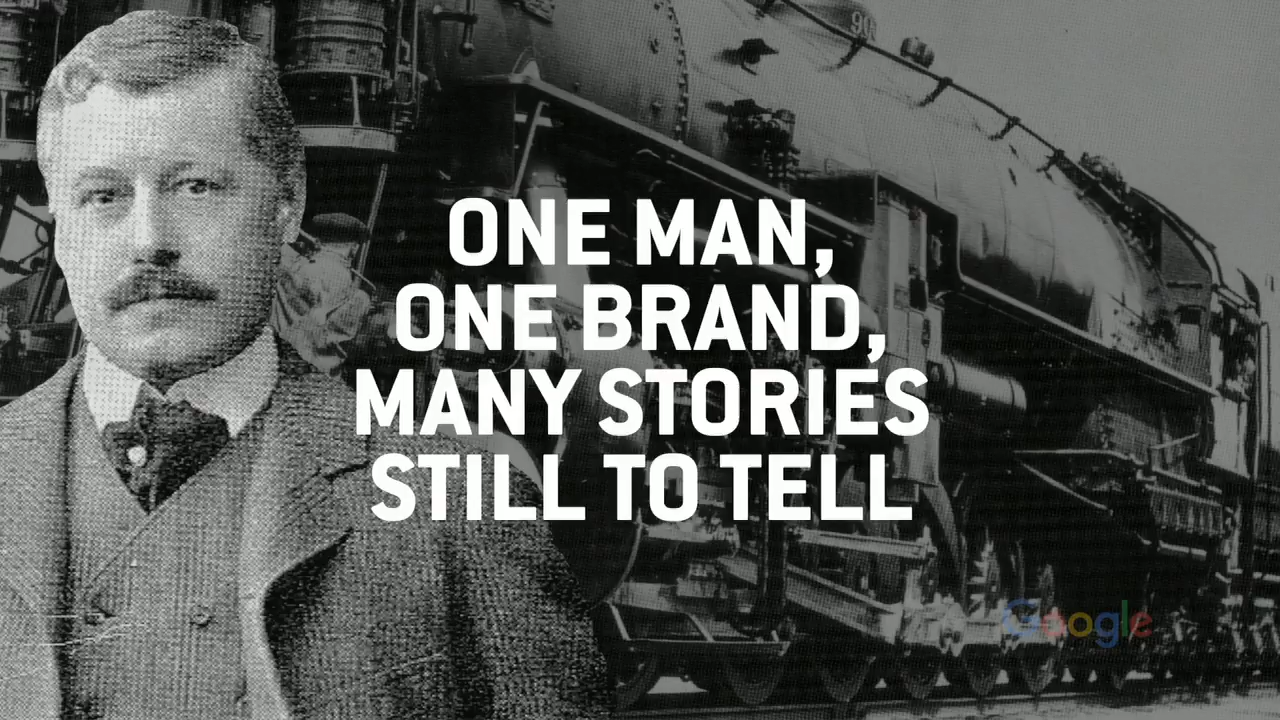 ONE MAN,
ONE BRAND,
MANY STORIES
STILL TO TELL
Google